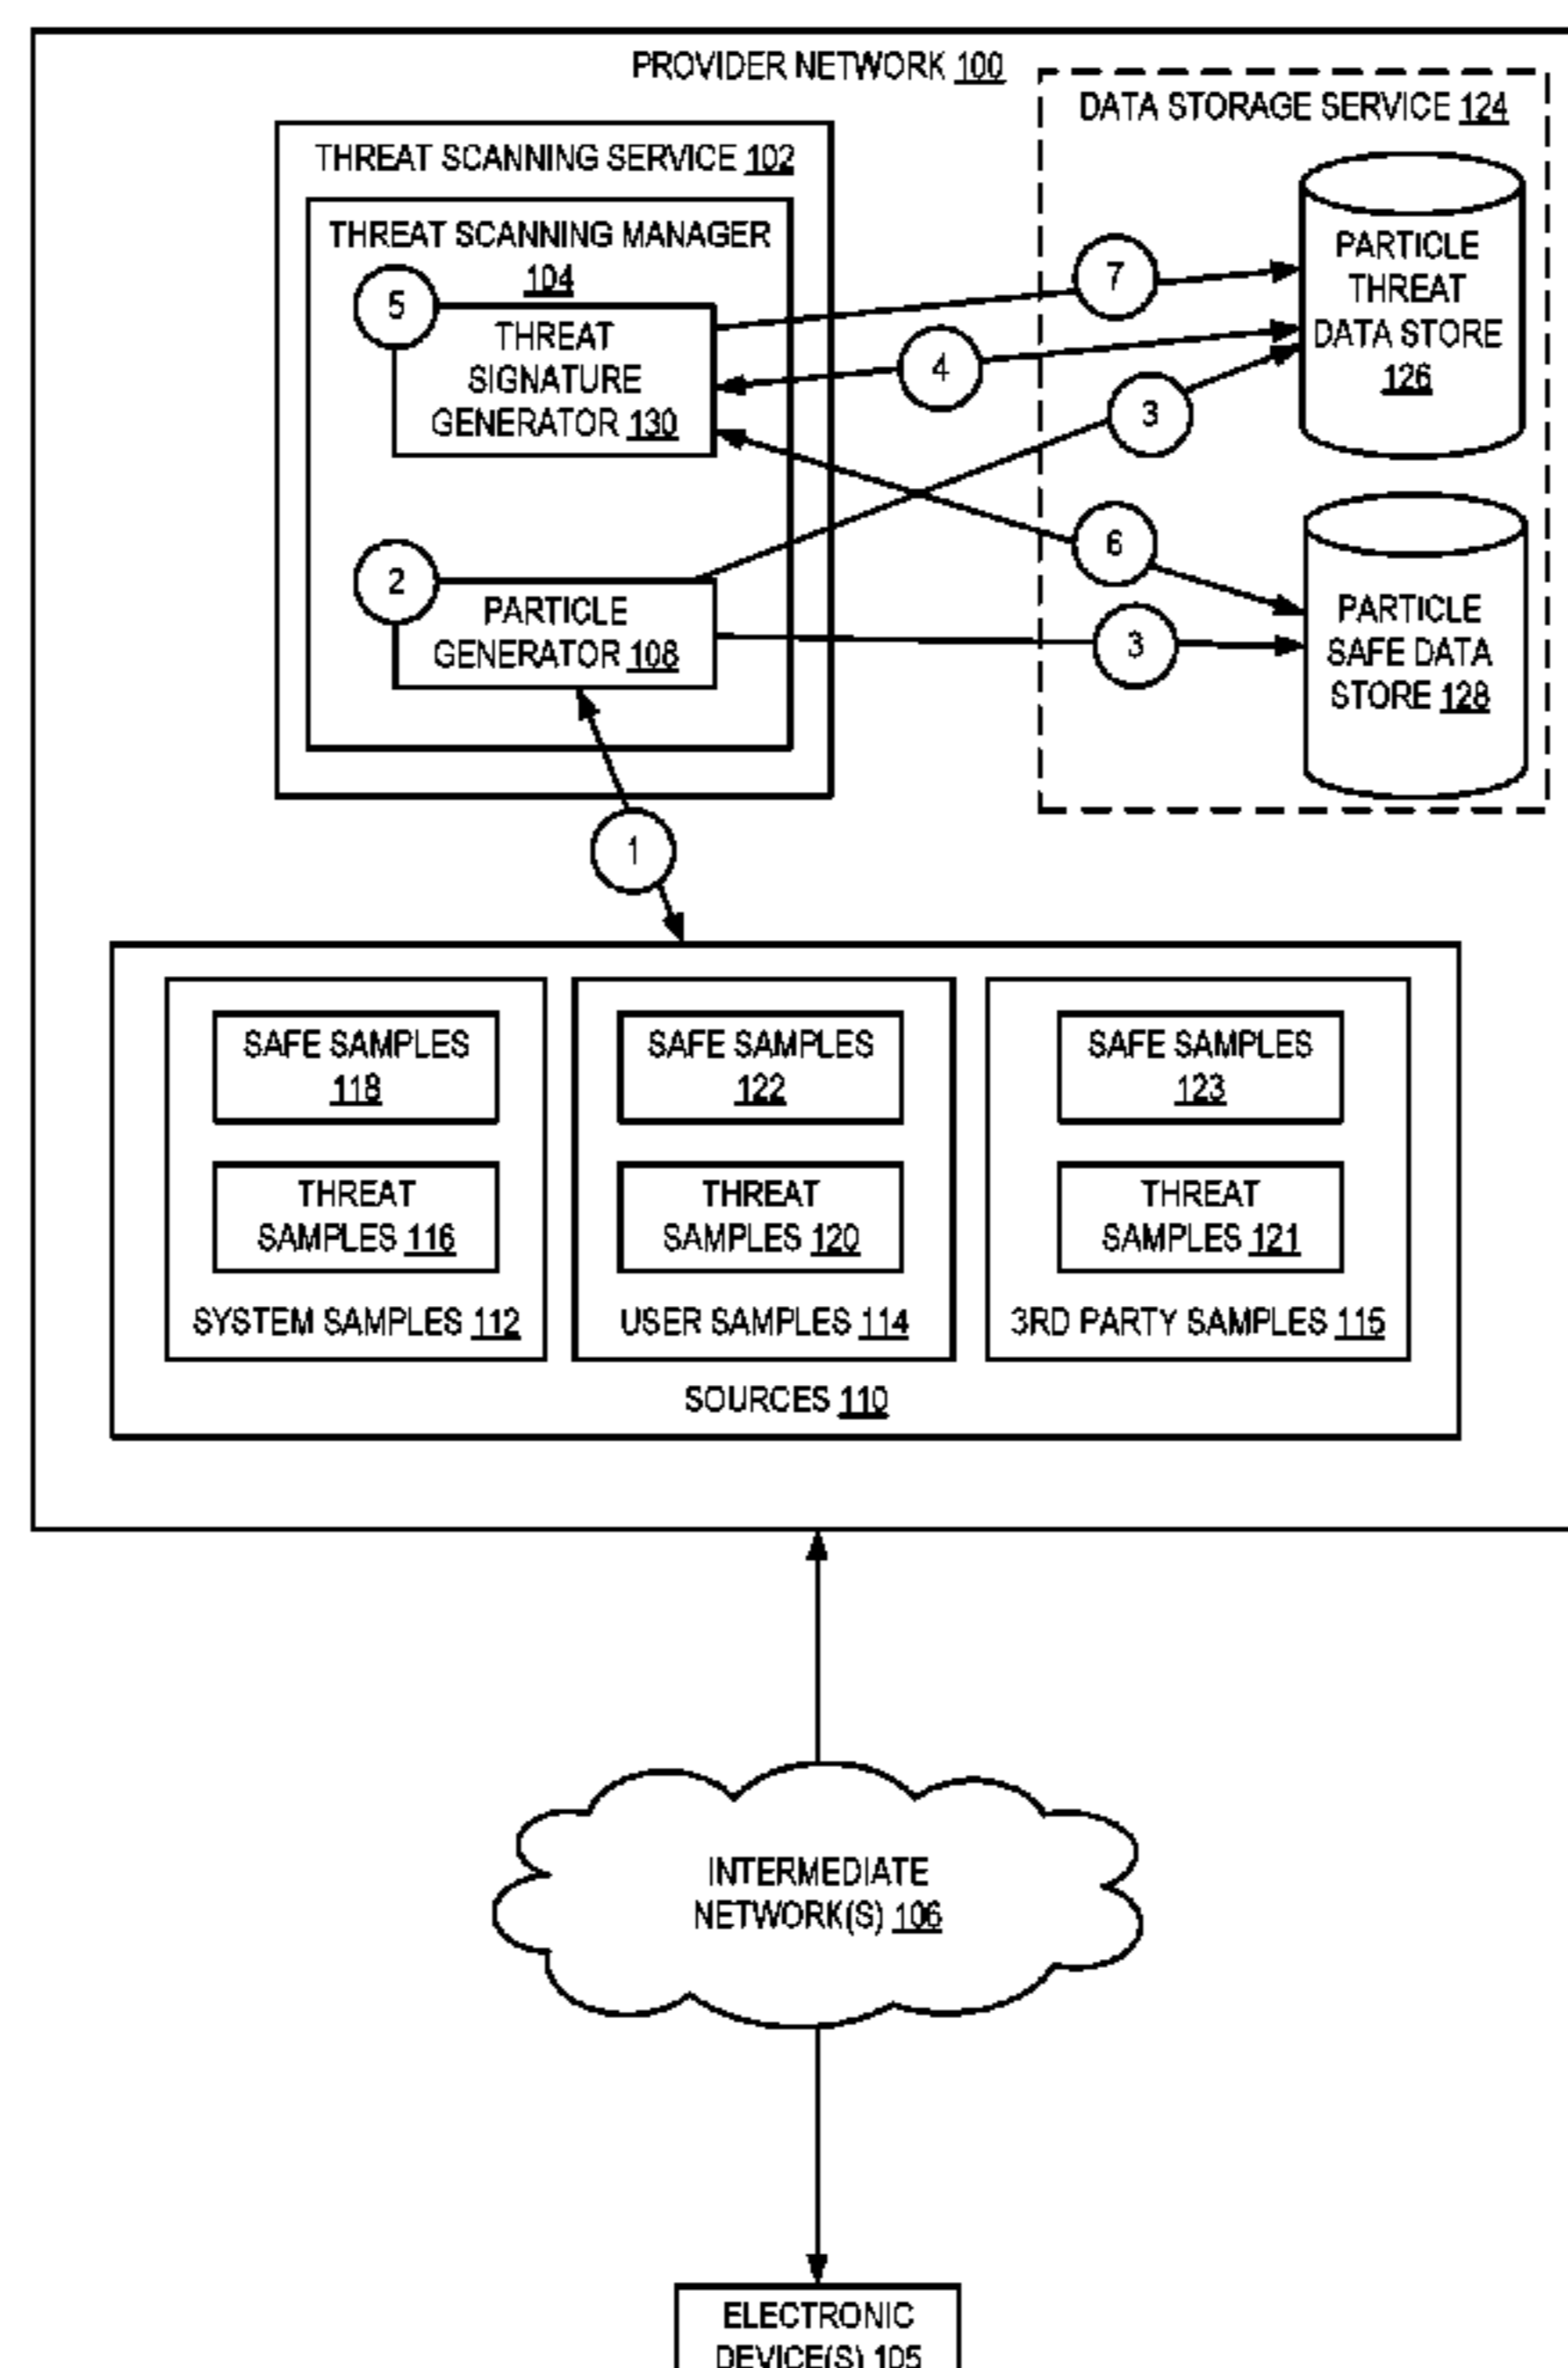 PROVIDER NETWORK 100
DATA STORAGE SERVICE 124
THREAT SCANNING SERVICE 102
THREAT SCANNING MANAGER
104
5
THREAT
SIGNATURE
GENERATOR 130
7
4
3
PARTICLE
THREAT
DATA STORE
126
2
PARTICLE
GENERATOR 108
6
3
PARTICLE
SAFE DATA
STORE 128
1
SAFE SAMPLES
118
THREAT
SAMPLES 116
SYSTEM SAMPLES 112
SAFE SAMPLES
122
THREAT
SAMPLES 120
USER SAMPLES 114
SAFE SAMPLES
123
THREAT
SAMPLES 121
3RD PARTY SAMPLES 115
SOURCES 110
INTERMEDIATE
NETWORK(S) 106
ELECTRONIC
DEVICE(S) 105